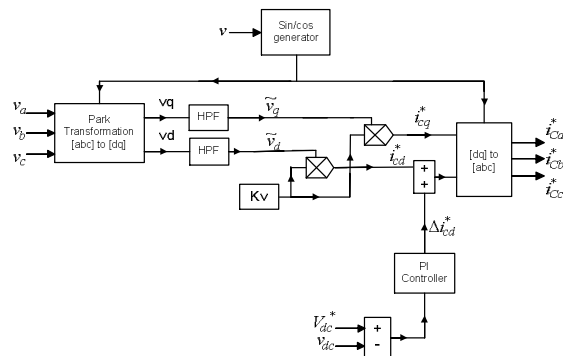 Sin/cos
generator
v
v_a
v_b
v_c
Park
Transformation
[abc] to [dq]
vq
vd
HPF
HPF
ṽ_q
ṽ_d
Kv
i*_cq
i*_cd
+
+
[dq] to
[abc]
i*_Ca
i*_Cb
i*_Cc
Δi*_cd
PI
Controller
V_dc*
v_dc
+
-